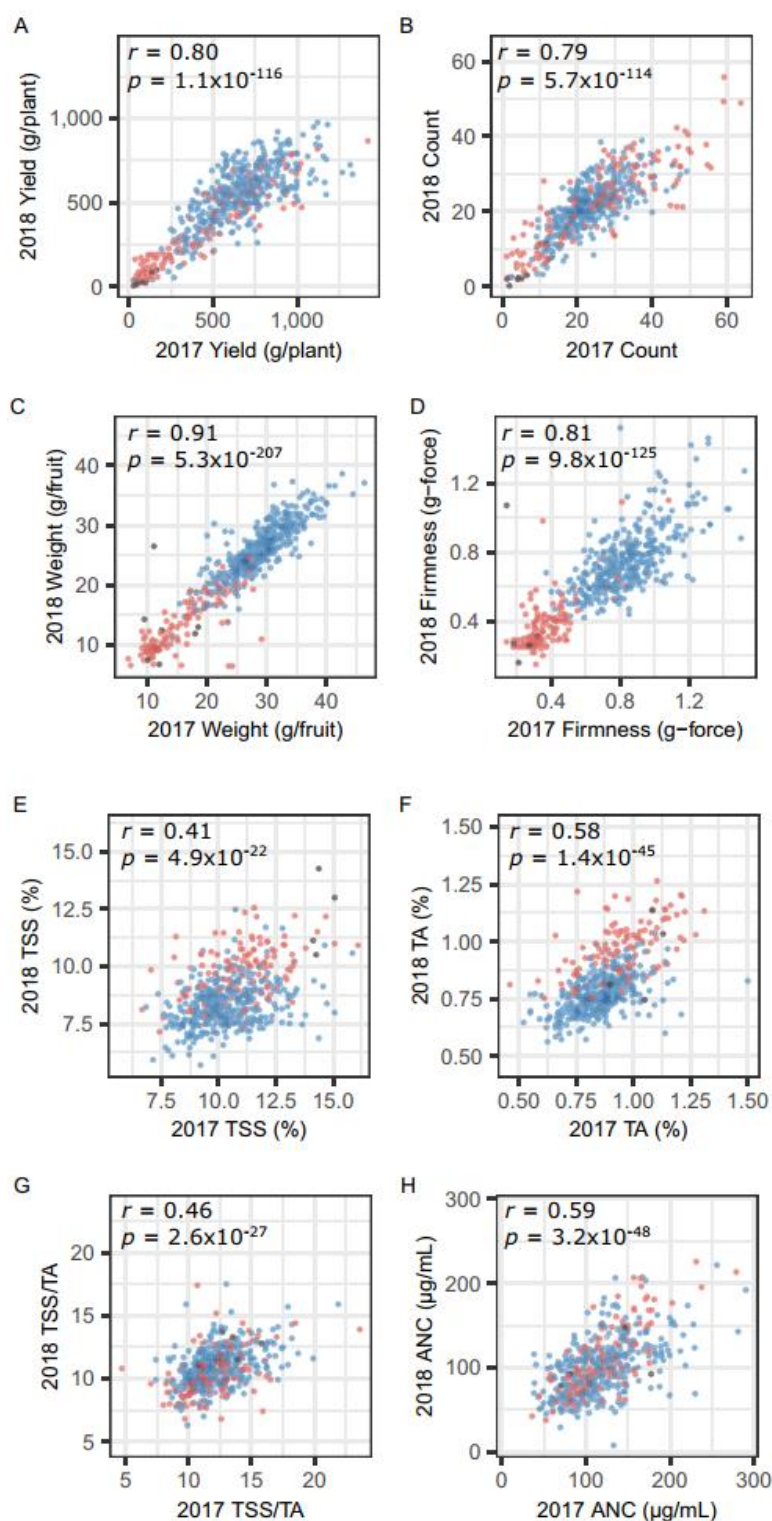 A
r = 0.80
p = 1.1x10⁻¹¹⁶
1,000
500
0
2018 Yield (g/plant)
0 500 1,000
2017 Yield (g/plant)
B
r = 0.79
p = 5.7x10⁻¹¹⁴
60
40
20
0
2018 Count
0 20 40 60
2017 Count
C
r = 0.91
p = 5.3x10⁻²⁰⁷
40
30
20
10
2018 Weight (g/fruit)
10 20 30 40
2017 Weight (g/fruit)
D
r = 0.81
p = 9.8x10⁻¹²⁵
1.2
0.8
0.4
2018 Firmness (g−force)
0.4 0.8 1.2
2017 Firmness (g−force)
E
r = 0.41
p = 4.9x10⁻²²
15.0
12.5
10.0
7.5
2018 TSS (%)
7.5 10.0 12.5 15.0
2017 TSS (%)
F
r = 0.58
p = 1.4x10⁻⁴⁵
1.50
1.25
1.00
0.75
0.50
2018 TA (%)
0.50 0.75 1.00 1.25 1.50
2017 TA (%)
G
r = 0.46
p = 2.6x10⁻²⁷
20
15
10
5
2018 TSS/TA
5 10 15 20
2017 TSS/TA
H
r = 0.59
p = 3.2x10⁻⁴⁸
300
200
100
0
2018 ANC (µg/mL)
0 100 200 300
2017 ANC (µg/mL)